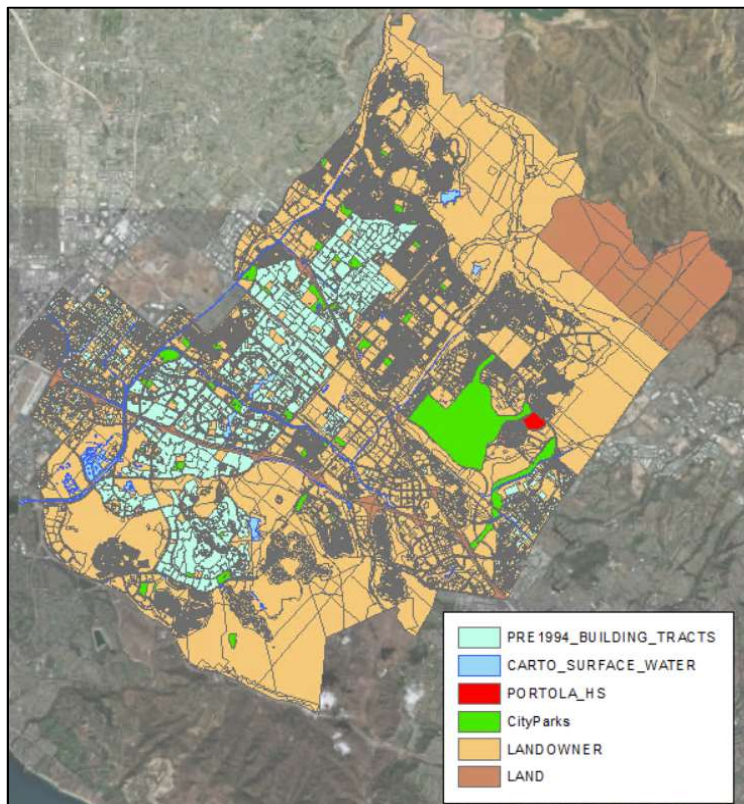 PRE1994_BUILDING_TRACTS
CARTO_SURFACE_WATER
PORTOLA_HS
CityParks
LANDOWNER
LAND